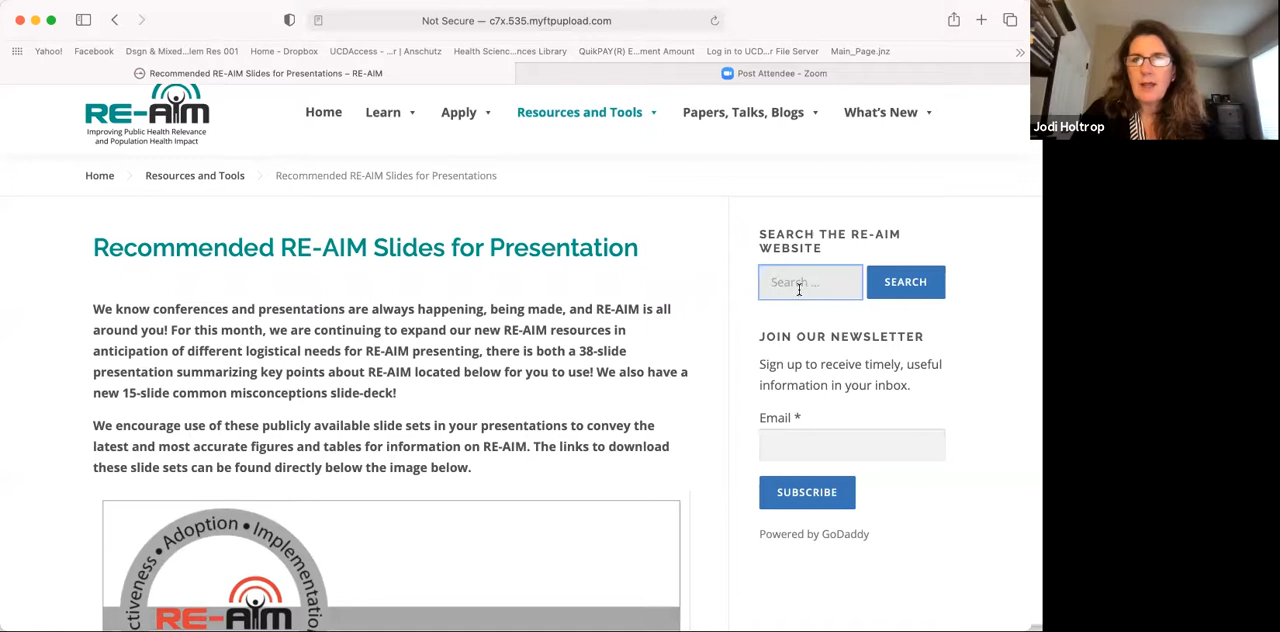 Not Secure — c7x.535.myftpupload.com
Yahoo! Facebook Dsgn & Mixed...lem Res 001 Home - Dropbox UCDAccess - ...r | Anschutz Health Scienc...nces Library QuikPAY(R) E...ment Amount Log in to UCD...r File Server Main_Page.jnz
Recommended RE-AIM Slides for Presentations – RE-AIM
Post Attendee - Zoom
Jodi Holtrop
RE-AIM
Improving Public Health Relevance
and Population Health Impact
Home Learn Apply Resources and Tools Papers, Talks, Blogs What's New
Home Resources and Tools Recommended RE-AIM Slides for Presentations
Recommended RE-AIM Slides for Presentation
We know conferences and presentations are always happening, being made, and RE-AIM is all
around you! For this month, we are continuing to expand our new RE-AIM resources in
anticipation of different logistical needs for RE-AIM presenting, there is both a 38-slide
presentation summarizing key points about RE-AIM located below for you to use! We also have a
new 15-slide common misconceptions slide-deck!
We encourage use of these publicly available slide sets in your presentations to convey the
latest and most accurate figures and tables for information on RE-AIM. The links to download
these slide sets can be found directly below the image below.
ctiveness • Adoption • Implementatio
RE-AIM
SEARCH THE RE-AIM
WEBSITE
Search ...
SEARCH
JOIN OUR NEWSLETTER
Sign up to receive timely, useful
information in your inbox.
Email *
SUBSCRIBE
Powered by GoDaddy